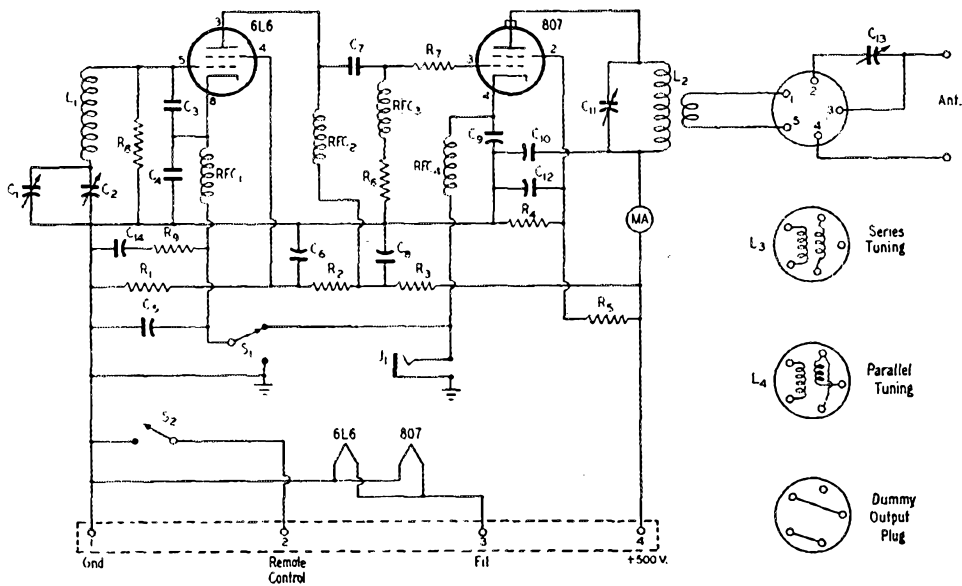 6L6
807
3
4
5
8
2
3
4
C7
R7
C13
L1
C3
R8
C4
RFC1
RFC2
RFC3
R6
RFC4
C9
C10
C12
C11
L2
1
2
3
4
5
Ant.
C1
C2
R4
MA
C14
R9
C6
C8
R1
R2
R3
R5
C5
S1
J1
L3
Series
Tuning
L4
Parallel
Tuning
S2
6L6
807
Dummy
Output
Plug
1
2
3
4
Gnd
Remote
Control
Fil
+500 V.